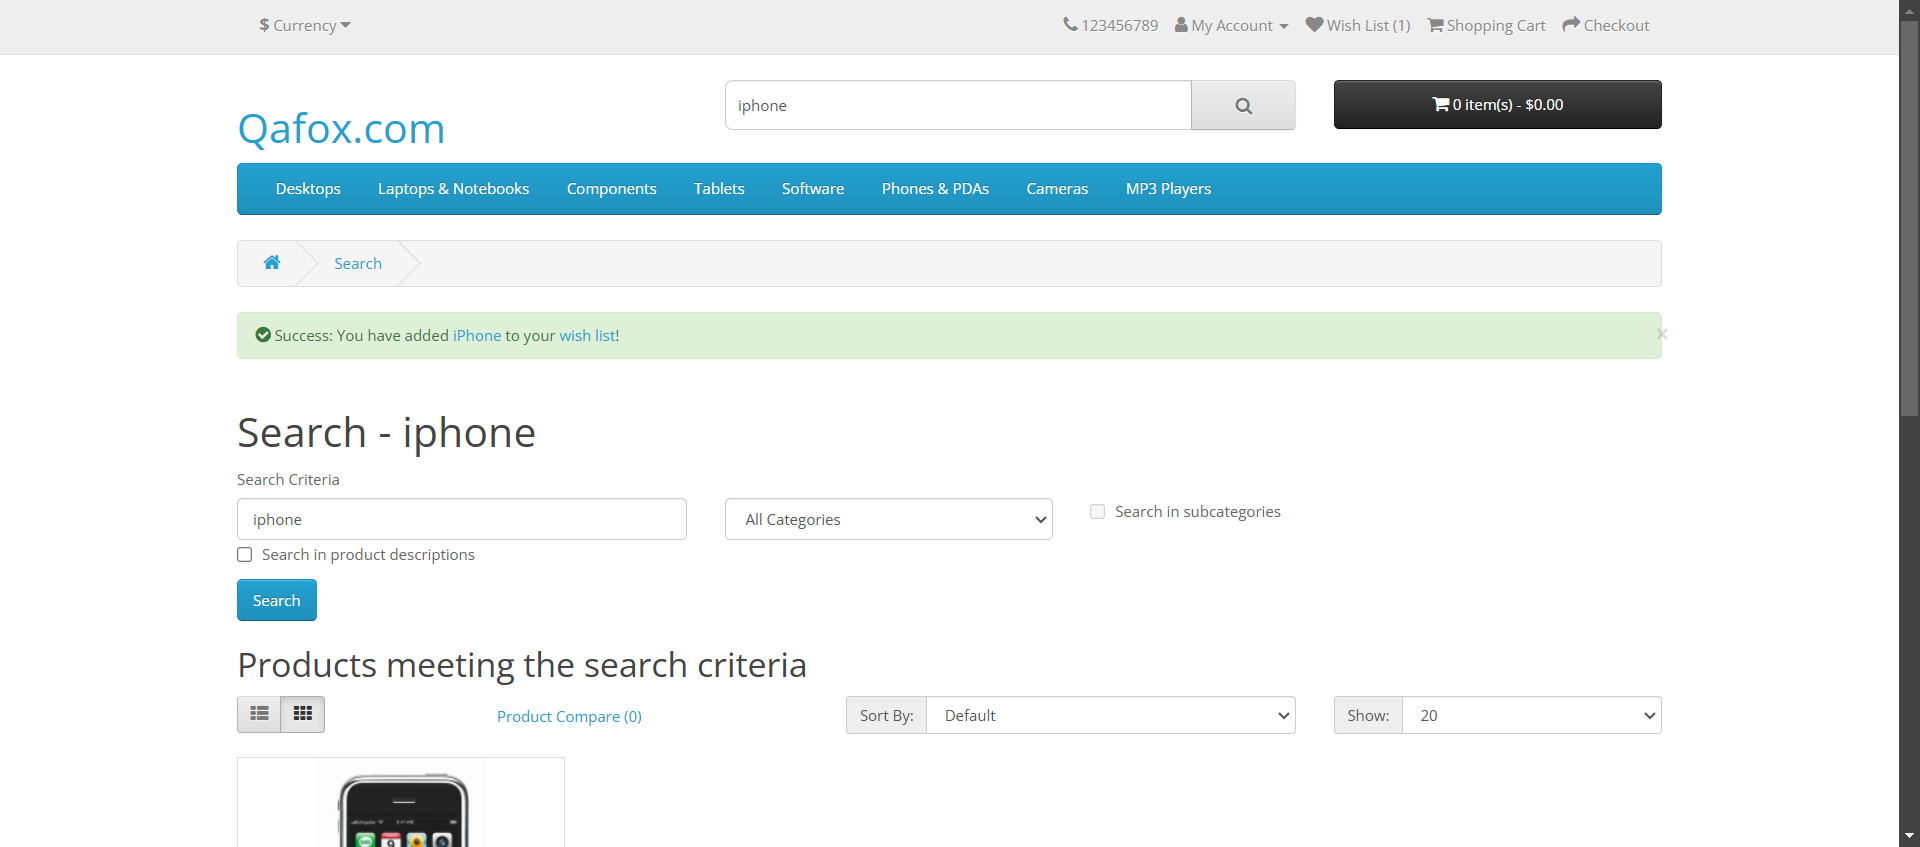 $ Currency
123456789 My Account Wish List (1) Shopping Cart Checkout
Qafox.com
iphone
0 item(s) - $0.00
Desktops Laptops & Notebooks Components Tablets Software Phones & PDAs Cameras MP3 Players
Search
Success: You have added iPhone to your wish list!
×
Search - iphone
Search Criteria
iphone
All Categories
Search in subcategories
Search in product descriptions
Search
Products meeting the search criteria
Product Compare (0)
Sort By: Default
Show: 20